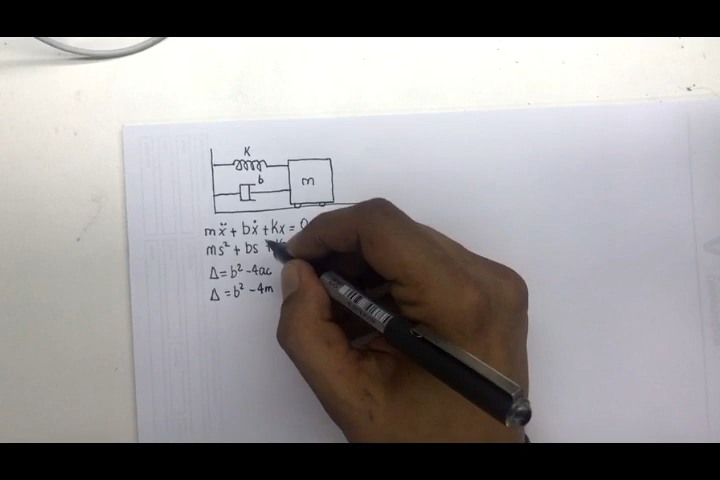 K
b
m
mẍ + bẋ + Kx = 0
ms² + bs +
Δ = b² - 4ac
Δ = b² - 4m